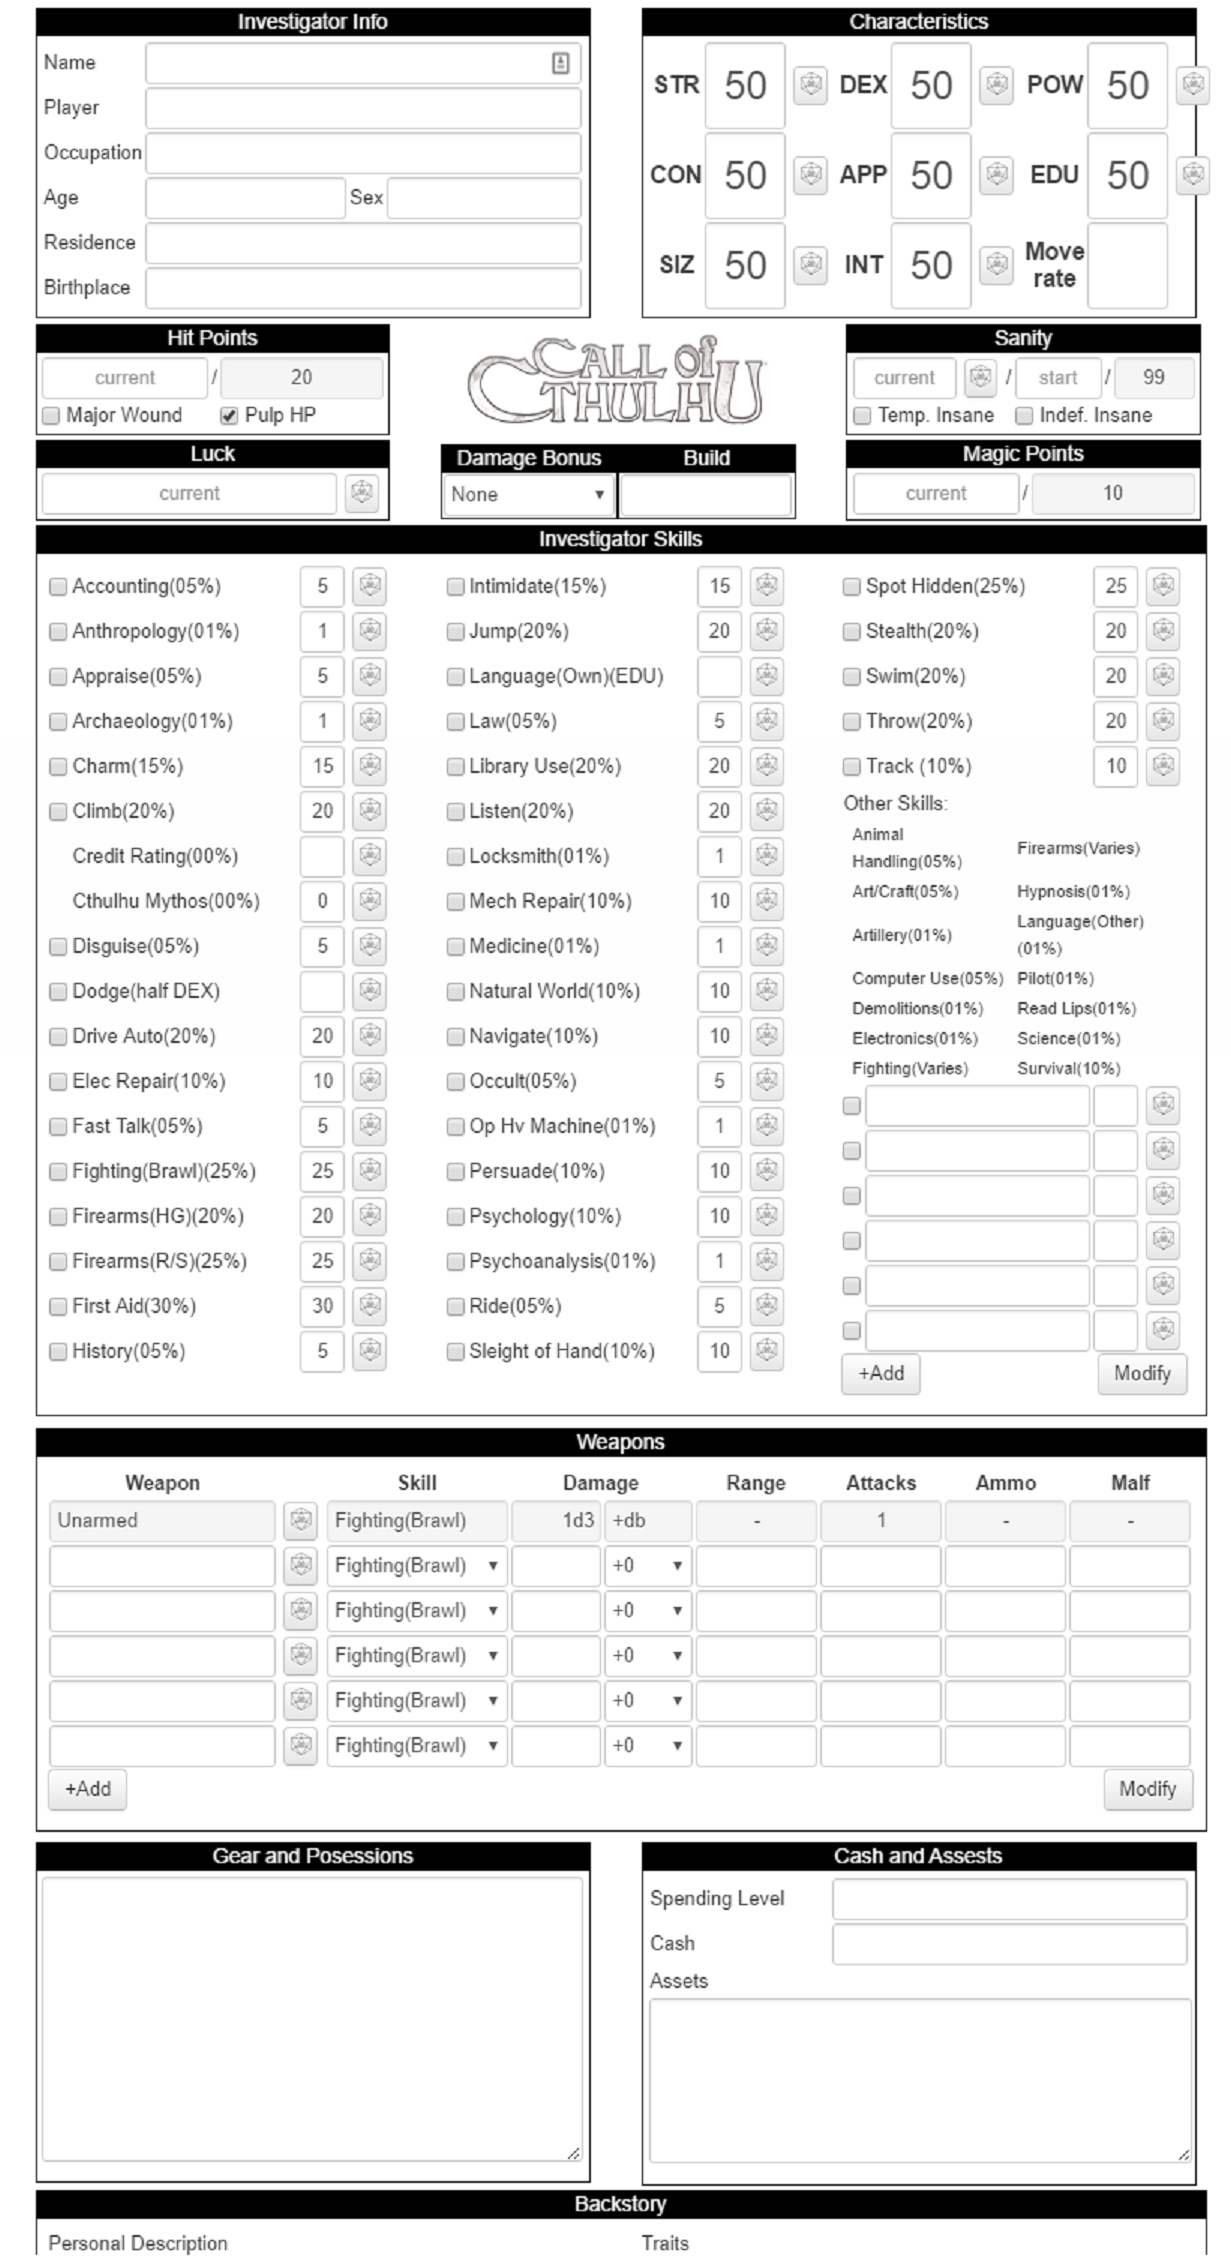 Investigator Info
Name
Player
Occupation
Age Sex
Residence
Birthplace
Characteristics
STR 50 DEX 50 POW 50
CON 50 APP 50 EDU 50
SIZ 50 INT 50 Move rate
Hit Points
current / 20
Major Wound Pulp HP
CALL of CTHULHU
Sanity
current / start / 99
Temp. Insane Indef. Insane
Luck
current
Damage Bonus Build
None
Magic Points
current / 10
Investigator Skills
Accounting(05%) 5
Anthropology(01%) 1
Appraise(05%) 5
Archaeology(01%) 1
Charm(15%) 15
Climb(20%) 20
Credit Rating(00%)
Cthulhu Mythos(00%) 0
Disguise(05%) 5
Dodge(half DEX)
Drive Auto(20%) 20
Elec Repair(10%) 10
Fast Talk(05%) 5
Fighting(Brawl)(25%) 25
Firearms(HG)(20%) 20
Firearms(R/S)(25%) 25
First Aid(30%) 30
History(05%) 5
Intimidate(15%) 15
Jump(20%) 20
Language(Own)(EDU)
Law(05%) 5
Library Use(20%) 20
Listen(20%) 20
Locksmith(01%) 1
Mech Repair(10%) 10
Medicine(01%) 1
Natural World(10%) 10
Navigate(10%) 10
Occult(05%) 5
Op Hv Machine(01%) 1
Persuade(10%) 10
Psychology(10%) 10
Psychoanalysis(01%) 1
Ride(05%) 5
Sleight of Hand(10%) 10
Spot Hidden(25%) 25
Stealth(20%) 20
Swim(20%) 20
Throw(20%) 20
Track (10%) 10
Other Skills:
Animal Handling(05%) Firearms(Varies)
Art/Craft(05%) Hypnosis(01%)
Artillery(01%) Language(Other) (01%)
Computer Use(05%) Pilot(01%)
Demolitions(01%) Read Lips(01%)
Electronics(01%) Science(01%)
Fighting(Varies) Survival(10%)
+Add Modify
Weapons
Weapon Skill Damage Range Attacks Ammo Malf
Unarmed Fighting(Brawl) 1d3 +db - 1 - -
Fighting(Brawl) +0
Fighting(Brawl) +0
Fighting(Brawl) +0
Fighting(Brawl) +0
Fighting(Brawl) +0
+Add Modify
Gear and Posessions
Cash and Assests
Spending Level
Cash
Assets
Backstory
Personal Description Traits